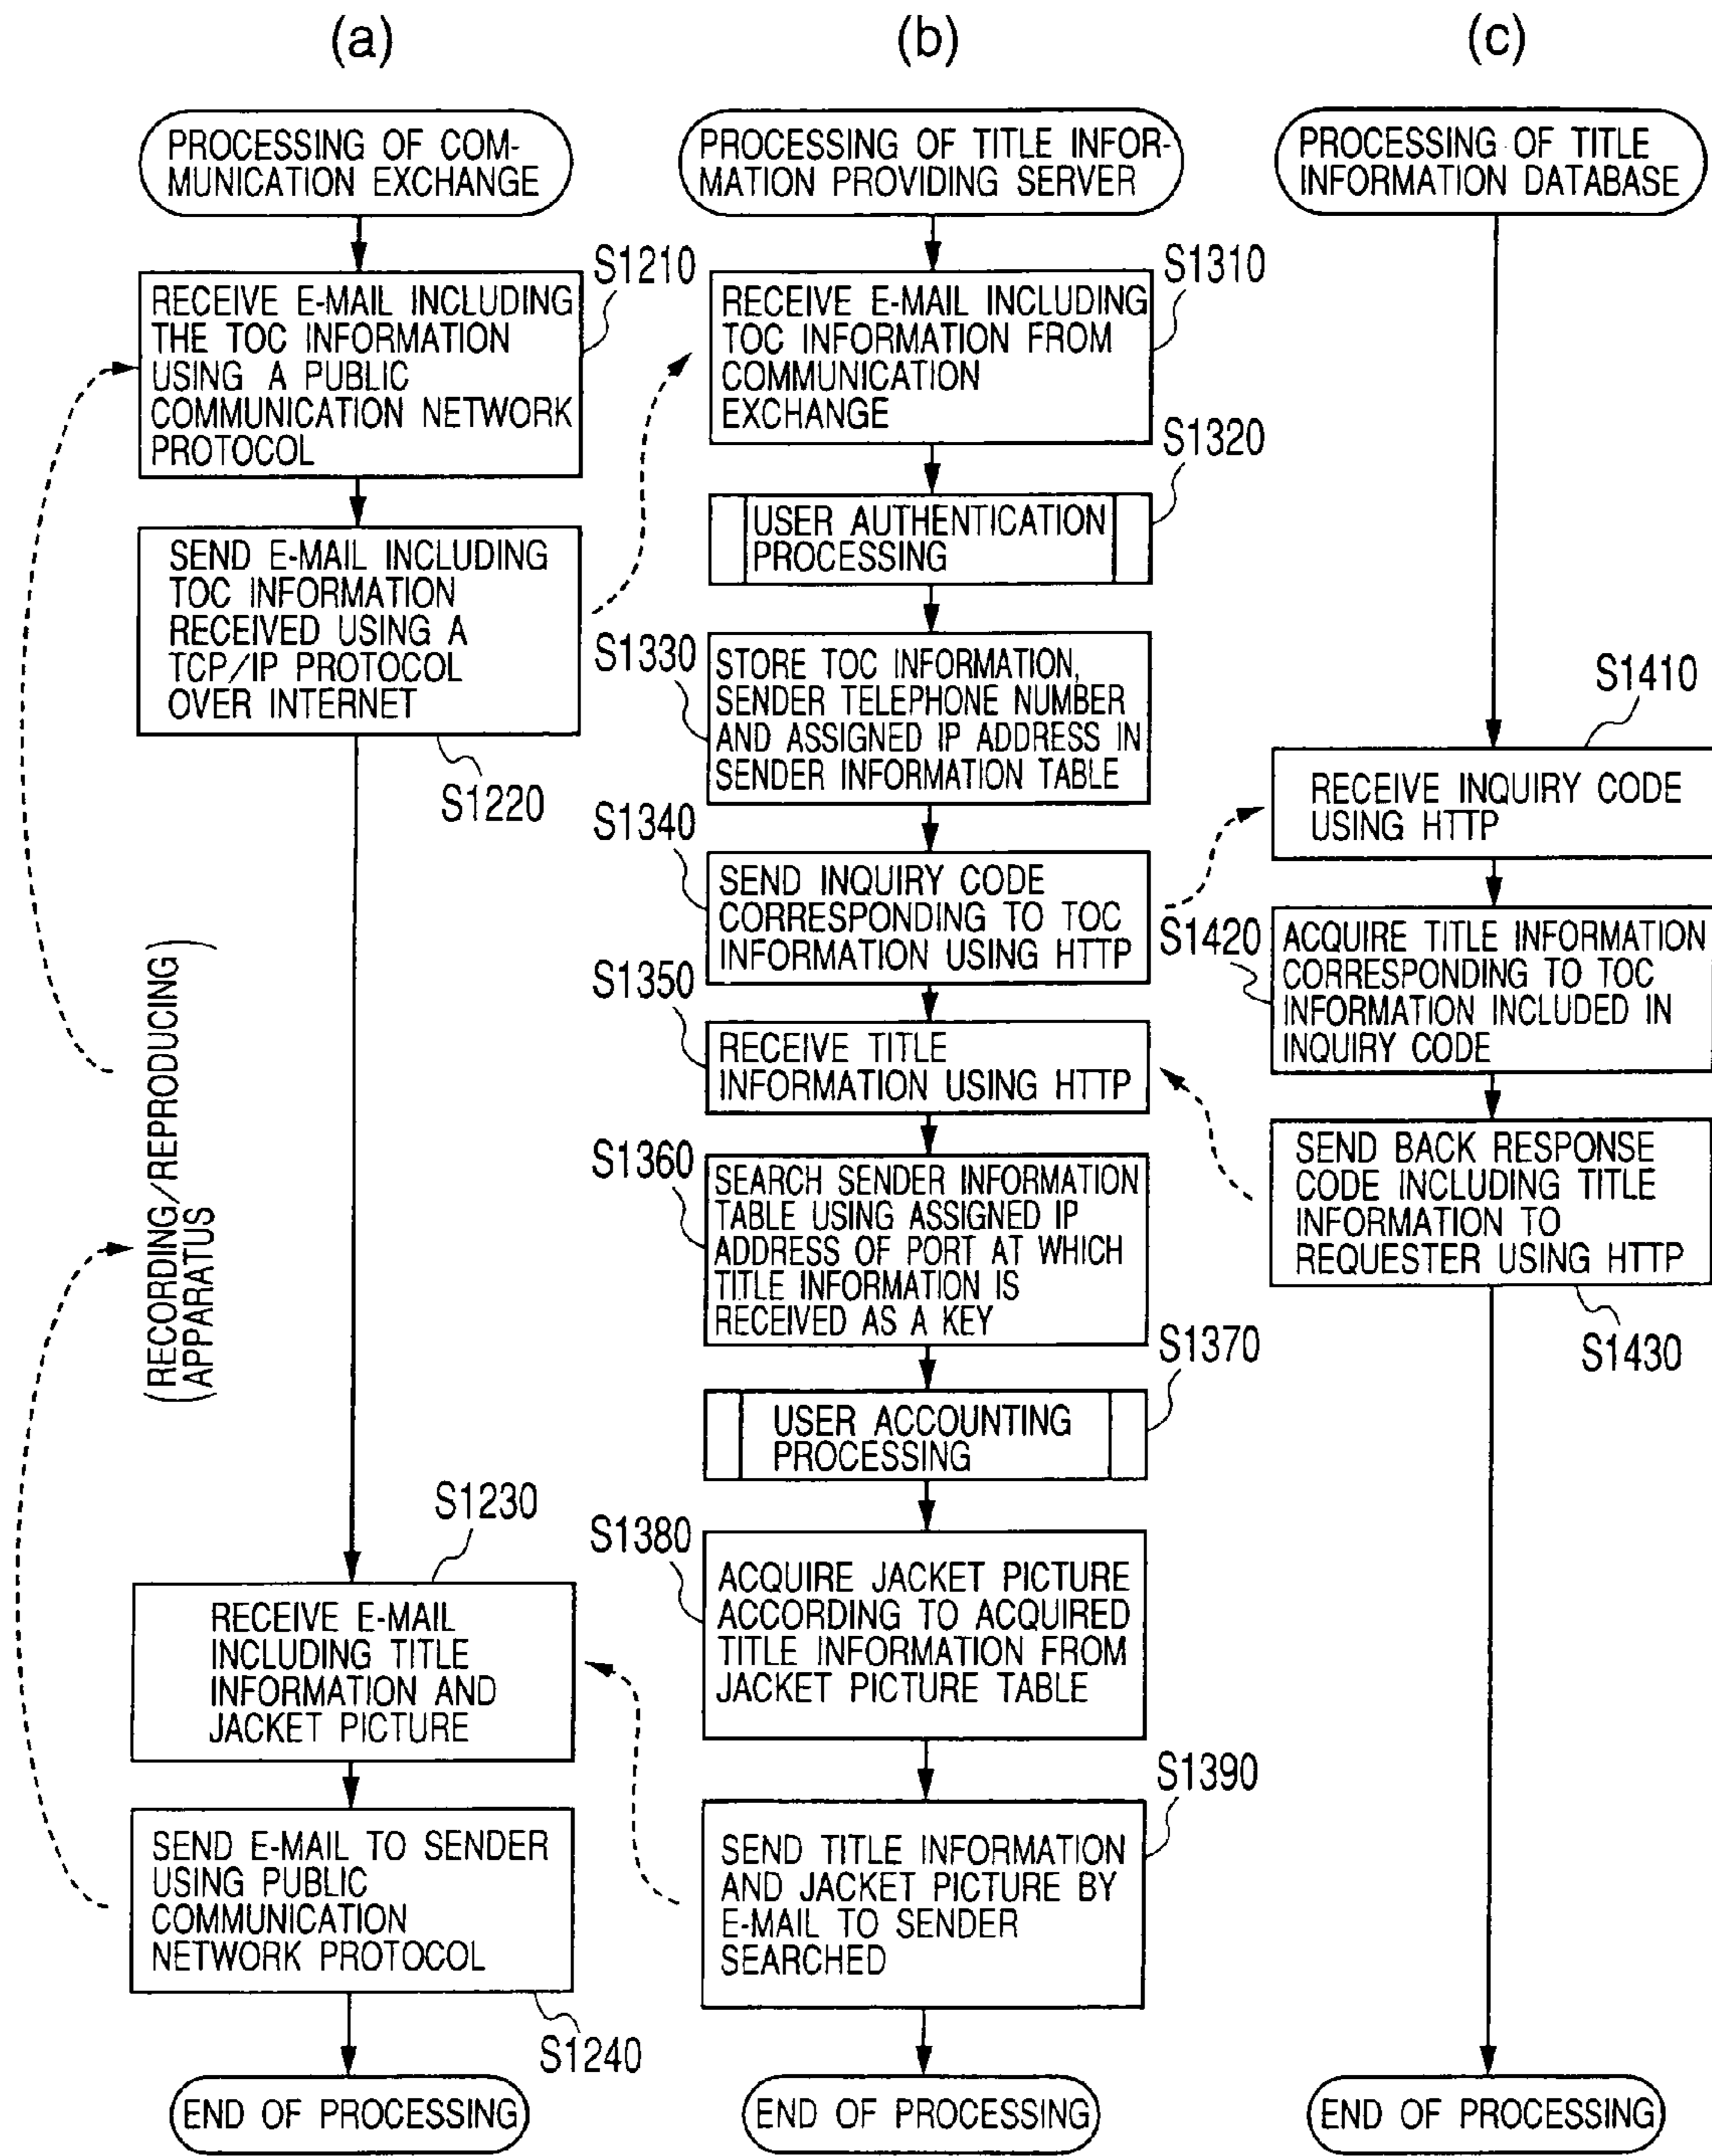 (a)
PROCESSING OF COM-
MUNICATION EXCHANGE
S1210
RECEIVE E-MAIL INCLUDING
THE TOC INFORMATION
USING A PUBLIC
COMMUNICATION NETWORK
PROTOCOL
SEND E-MAIL INCLUDING
TOC INFORMATION
RECEIVED USING A
TCP/IP PROTOCOL
OVER INTERNET
S1220
(RECORDING/REPRODUCING
APPARATUS)
S1230
RECEIVE E-MAIL
INCLUDING TITLE
INFORMATION AND
JACKET PICTURE
SEND E-MAIL TO SENDER
USING PUBLIC
COMMUNICATION
NETWORK PROTOCOL
S1240
END OF PROCESSING
(b)
PROCESSING OF TITLE INFOR-
MATION PROVIDING SERVER
S1310
RECEIVE E-MAIL INCLUDING
TOC INFORMATION FROM
COMMUNICATION
EXCHANGE
S1320
USER AUTHENTICATION
PROCESSING
S1330
STORE TOC INFORMATION,
SENDER TELEPHONE NUMBER
AND ASSIGNED IP ADDRESS IN
SENDER INFORMATION TABLE
S1340
SEND INQUIRY CODE
CORRESPONDING TO TOC
INFORMATION USING HTTP
S1350
RECEIVE TITLE
INFORMATION USING HTTP
S1360
SEARCH SENDER INFORMATION
TABLE USING ASSIGNED IP
ADDRESS OF PORT AT WHICH
TITLE INFORMATION IS
RECEIVED AS A KEY
S1370
USER ACCOUNTING
PROCESSING
S1380
ACQUIRE JACKET PICTURE
ACCORDING TO ACQUIRED
TITLE INFORMATION FROM
JACKET PICTURE TABLE
S1390
SEND TITLE INFORMATION
AND JACKET PICTURE BY
E-MAIL TO SENDER
SEARCHED
END OF PROCESSING
(c)
PROCESSING OF TITLE
INFORMATION DATABASE
S1410
RECEIVE INQUIRY CODE
USING HTTP
S1420
ACQUIRE TITLE INFORMATION
CORRESPONDING TO TOC
INFORMATION INCLUDED IN
INQUIRY CODE
SEND BACK RESPONSE
CODE INCLUDING TITLE
INFORMATION TO
REQUESTER USING HTTP
S1430
END OF PROCESSING